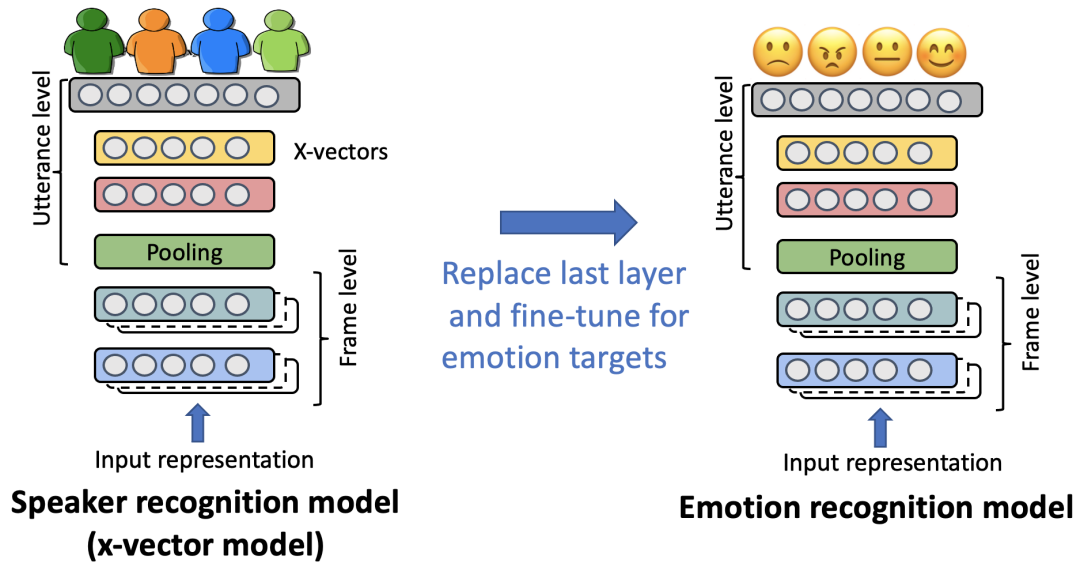 Utterance level
X-vectors
Pooling
Frame level
Input representation
Speaker recognition model
(x-vector model)
Replace last layer
and fine-tune for
emotion targets
Utterance level
Pooling
Frame level
Input representation
Emotion recognition model